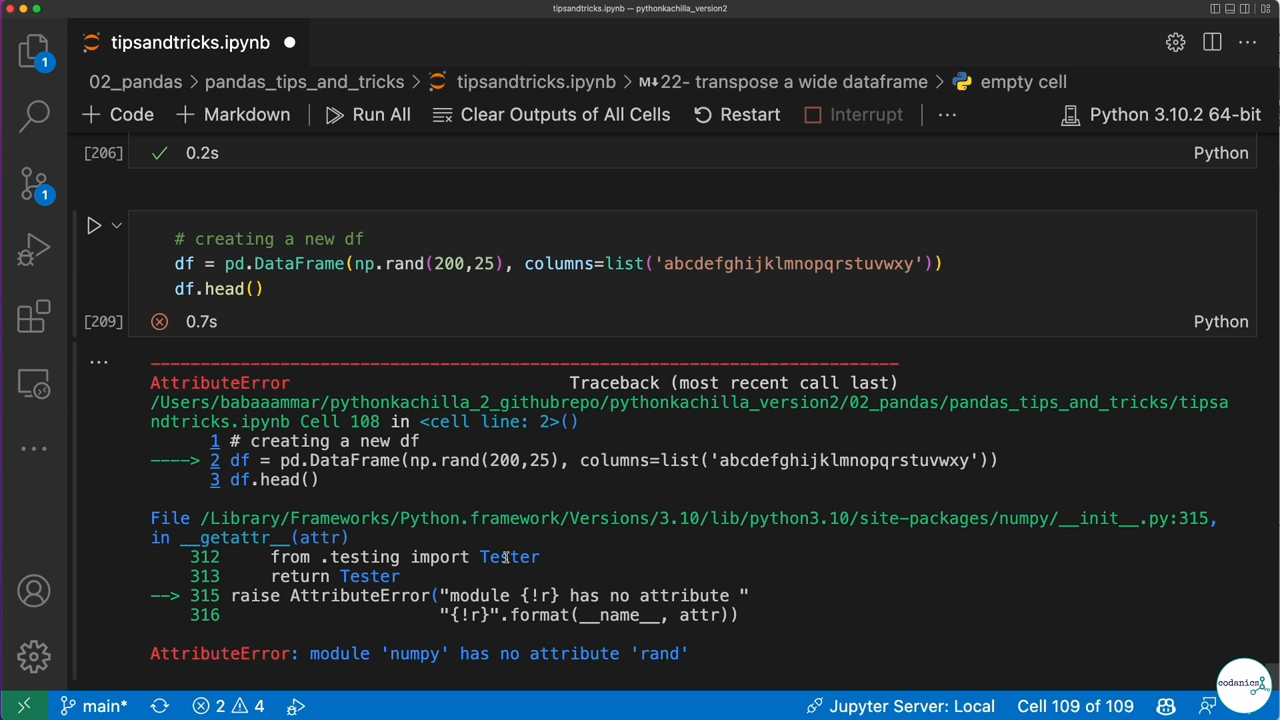 tipsandtricks.ipynb — pythonkachilla_version2
tipsandtricks.ipynb
02_pandas > pandas_tips_and_tricks > tipsandtricks.ipynb > M↓22- transpose a wide dataframe > empty cell
+ Code + Markdown Run All Clear Outputs of All Cells Restart Interrupt ... Python 3.10.2 64-bit
[206] ✓ 0.2s Python
# creating a new df
df = pd.DataFrame(np.rand(200,25), columns=list('abcdefghijklmnopqrstuvwxy'))
df.head()
[209] 0.7s Python
AttributeError Traceback (most recent call last)
/Users/babaaammar/pythonkachilla_2_githubrepo/pythonkachilla_version2/02_pandas/pandas_tips_and_tricks/tipsa
ndtricks.ipynb Cell 108 in <cell line: 2>()
1 # creating a new df
----> 2 df = pd.DataFrame(np.rand(200,25), columns=list('abcdefghijklmnopqrstuvwxy'))
3 df.head()
File /Library/Frameworks/Python.framework/Versions/3.10/lib/python3.10/site-packages/numpy/__init__.py:315,
in __getattr__(attr)
312 from .testing import Tester
313 return Tester
--> 315 raise AttributeError("module {!r} has no attribute "
316 "{!r}".format(__name__, attr))
AttributeError: module 'numpy' has no attribute 'rand'
1
1
codanics
main* 2 4 Jupyter Server: Local Cell 109 of 109